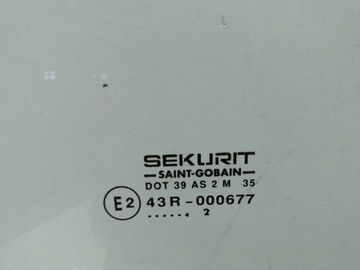 SEKURIT
SAINT-GOBAIN
DOT 39 AS 2 M 35
E2 43R-000677
...... 2